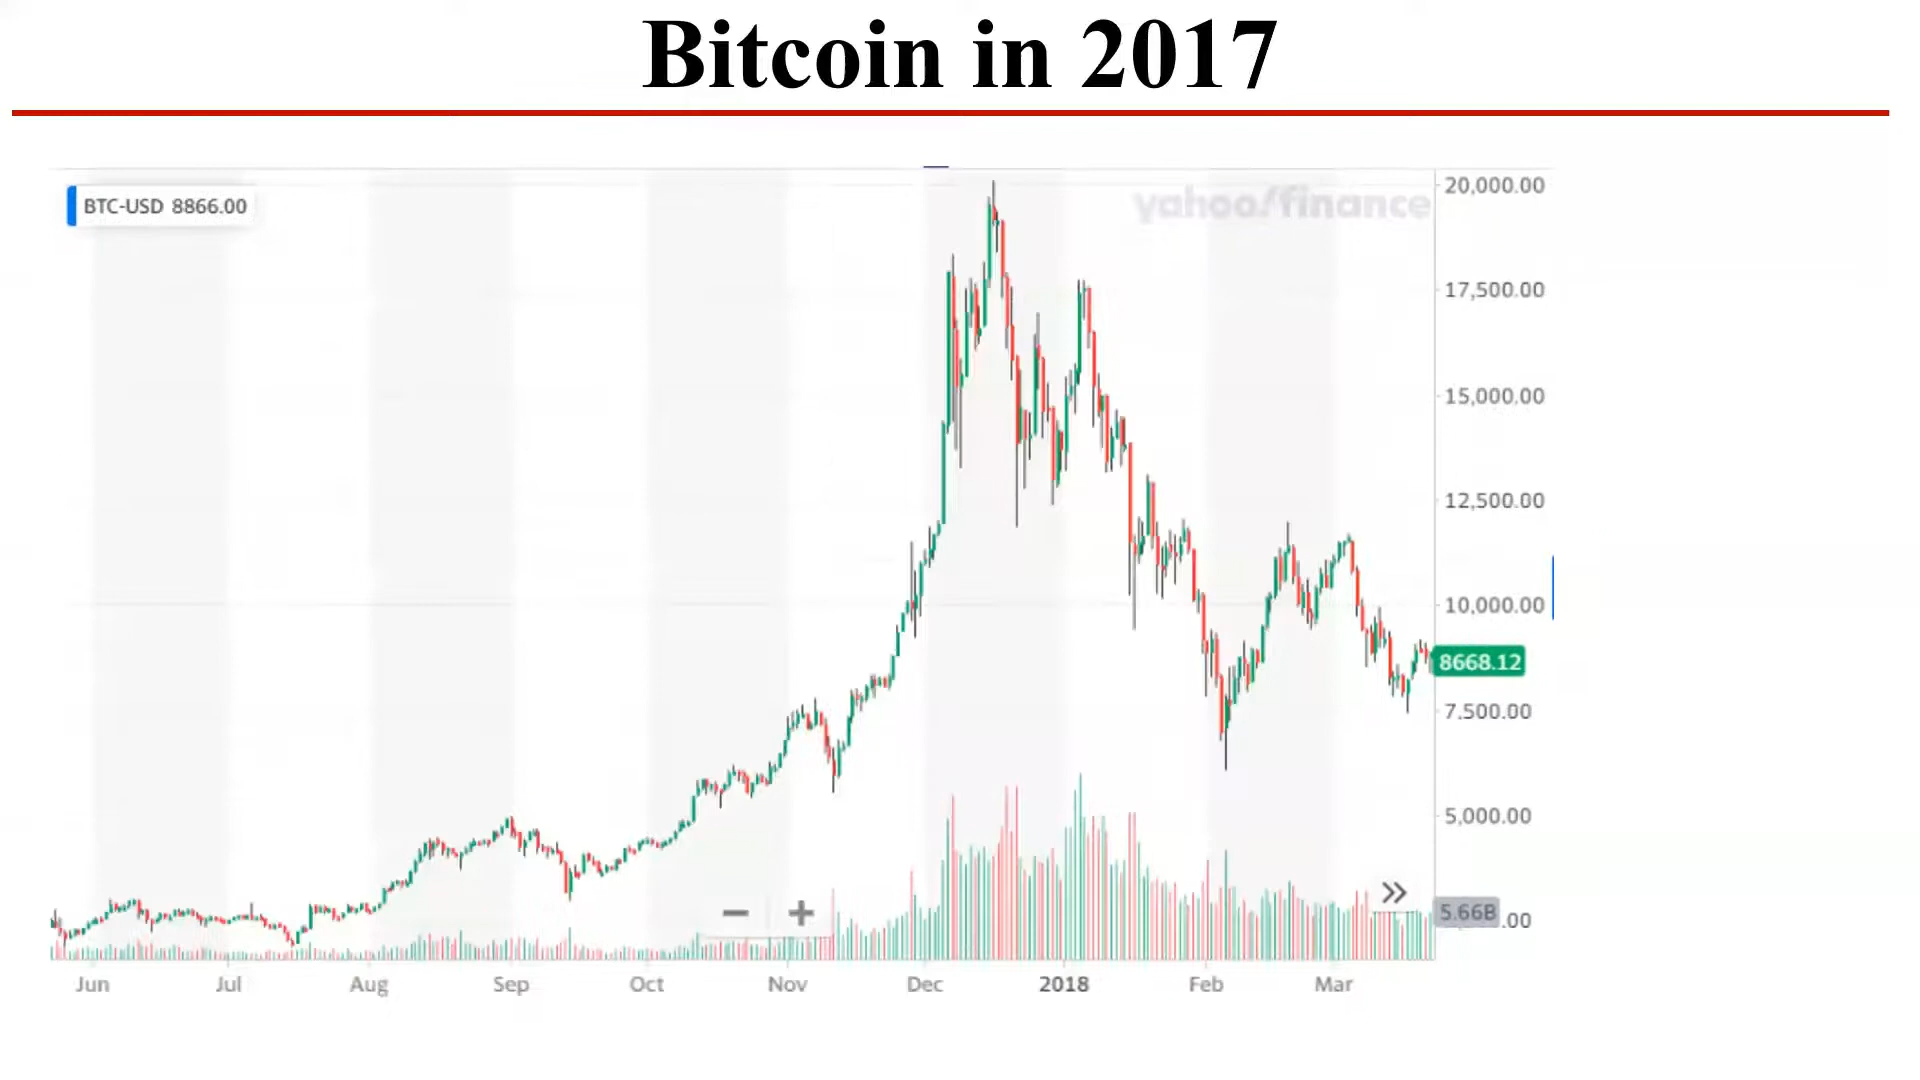 Bitcoin in 2017
BTC-USD 8866.00
yahoo!finance
20,000.00
17,500.00
15,000.00
12,500.00
10,000.00
8668.12
7,500.00
5,000.00
5.66B
.00
Jun Jul Aug Sep Oct Nov Dec 2018 Feb Mar